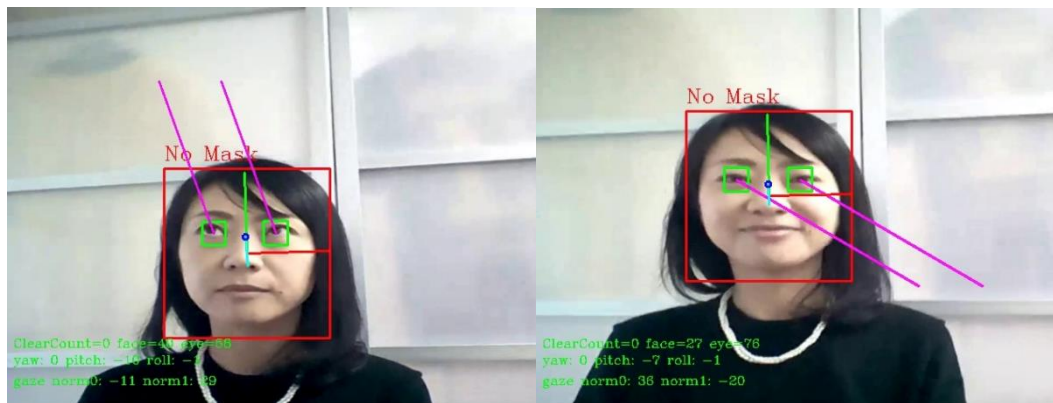 No Mask
ClearCount=0 face=40 eye=66
yaw: 0 pitch: -10 roll: -1
gaze norm0: -11 norm1: 29
No Mask
ClearCount=0 face=27 eye=76
yaw: 0 pitch: -7 roll: -1
gaze norm0: 36 norm1: -20